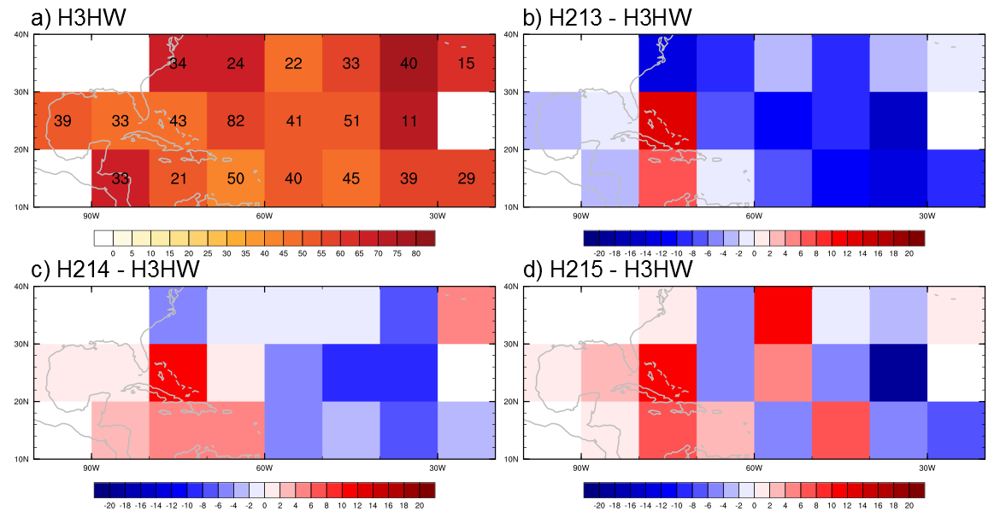 a) H3HW
b) H213 - H3HW
40N
34 24 22 33 40 15
30N
39 33 43 82 41 51 11
20N
33 21 50 40 45 39 29
10N
90W 60W 30W
0 5 10 15 20 25 30 35 40 45 50 55 60 65 70 75 80
40N
30N
20N
10N
90W 60W 30W
-20 -18 -16 -14 -12 -10 -8 -6 -4 -2 0 2 4 6 8 10 12 14 16 18 20
c) H214 - H3HW
d) H215 - H3HW
40N
30N
20N
10N
90W 60W 30W
-20 -18 -16 -14 -12 -10 -8 -6 -4 -2 0 2 4 6 8 10 12 14 16 18 20
40N
30N
20N
10N
90W 60W 30W
-20 -18 -16 -14 -12 -10 -8 -6 -4 -2 0 2 4 6 8 10 12 14 16 18 20